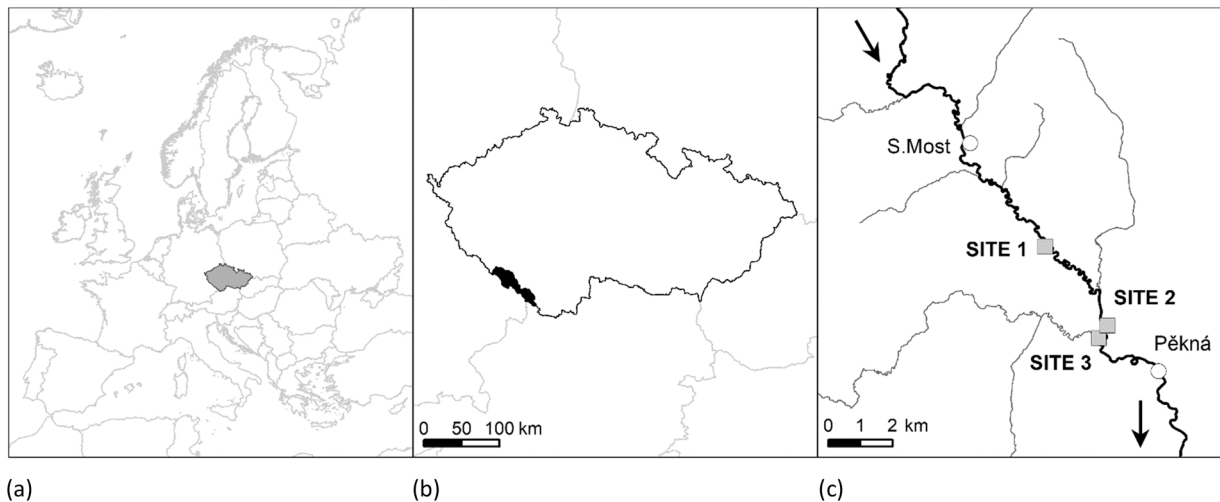 S.Most
SITE 1
SITE 2
Pěkná
SITE 3
0 50 100 km
0 1 2 km
(a)
(b)
(c)